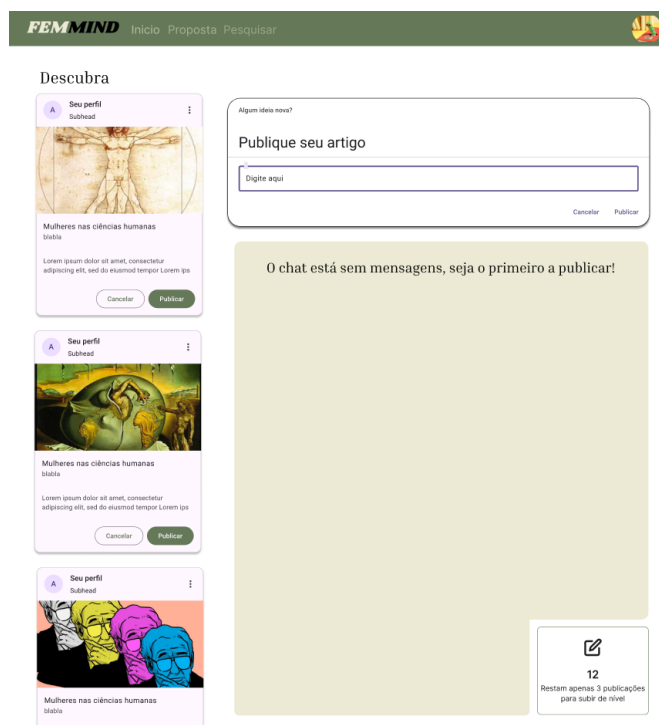 FEMMIND Inicio Proposta Pesquisar
Descubra
A
Seu perfil
Subhead
Mulheres nas ciências humanas
blabla
Lorem ipsum dolor sit amet, consectetur
adipiscing elit, sed do eiusmod tempor Lorem ips
Cancelar Publicar
A
Seu perfil
Subhead
Mulheres nas ciências humanas
blabla
Lorem ipsum dolor sit amet, consectetur
adipiscing elit, sed do eiusmod tempor Lorem ips
Cancelar Publicar
A
Seu perfil
Subhead
Mulheres nas ciências humanas
blabla
Algum ideia nova?
Publique seu artigo
Digite aqui
Cancelar Publicar
O chat está sem mensagens, seja o primeiro a publicar!
12
Restam apenas 3 publicações
para subir de nível